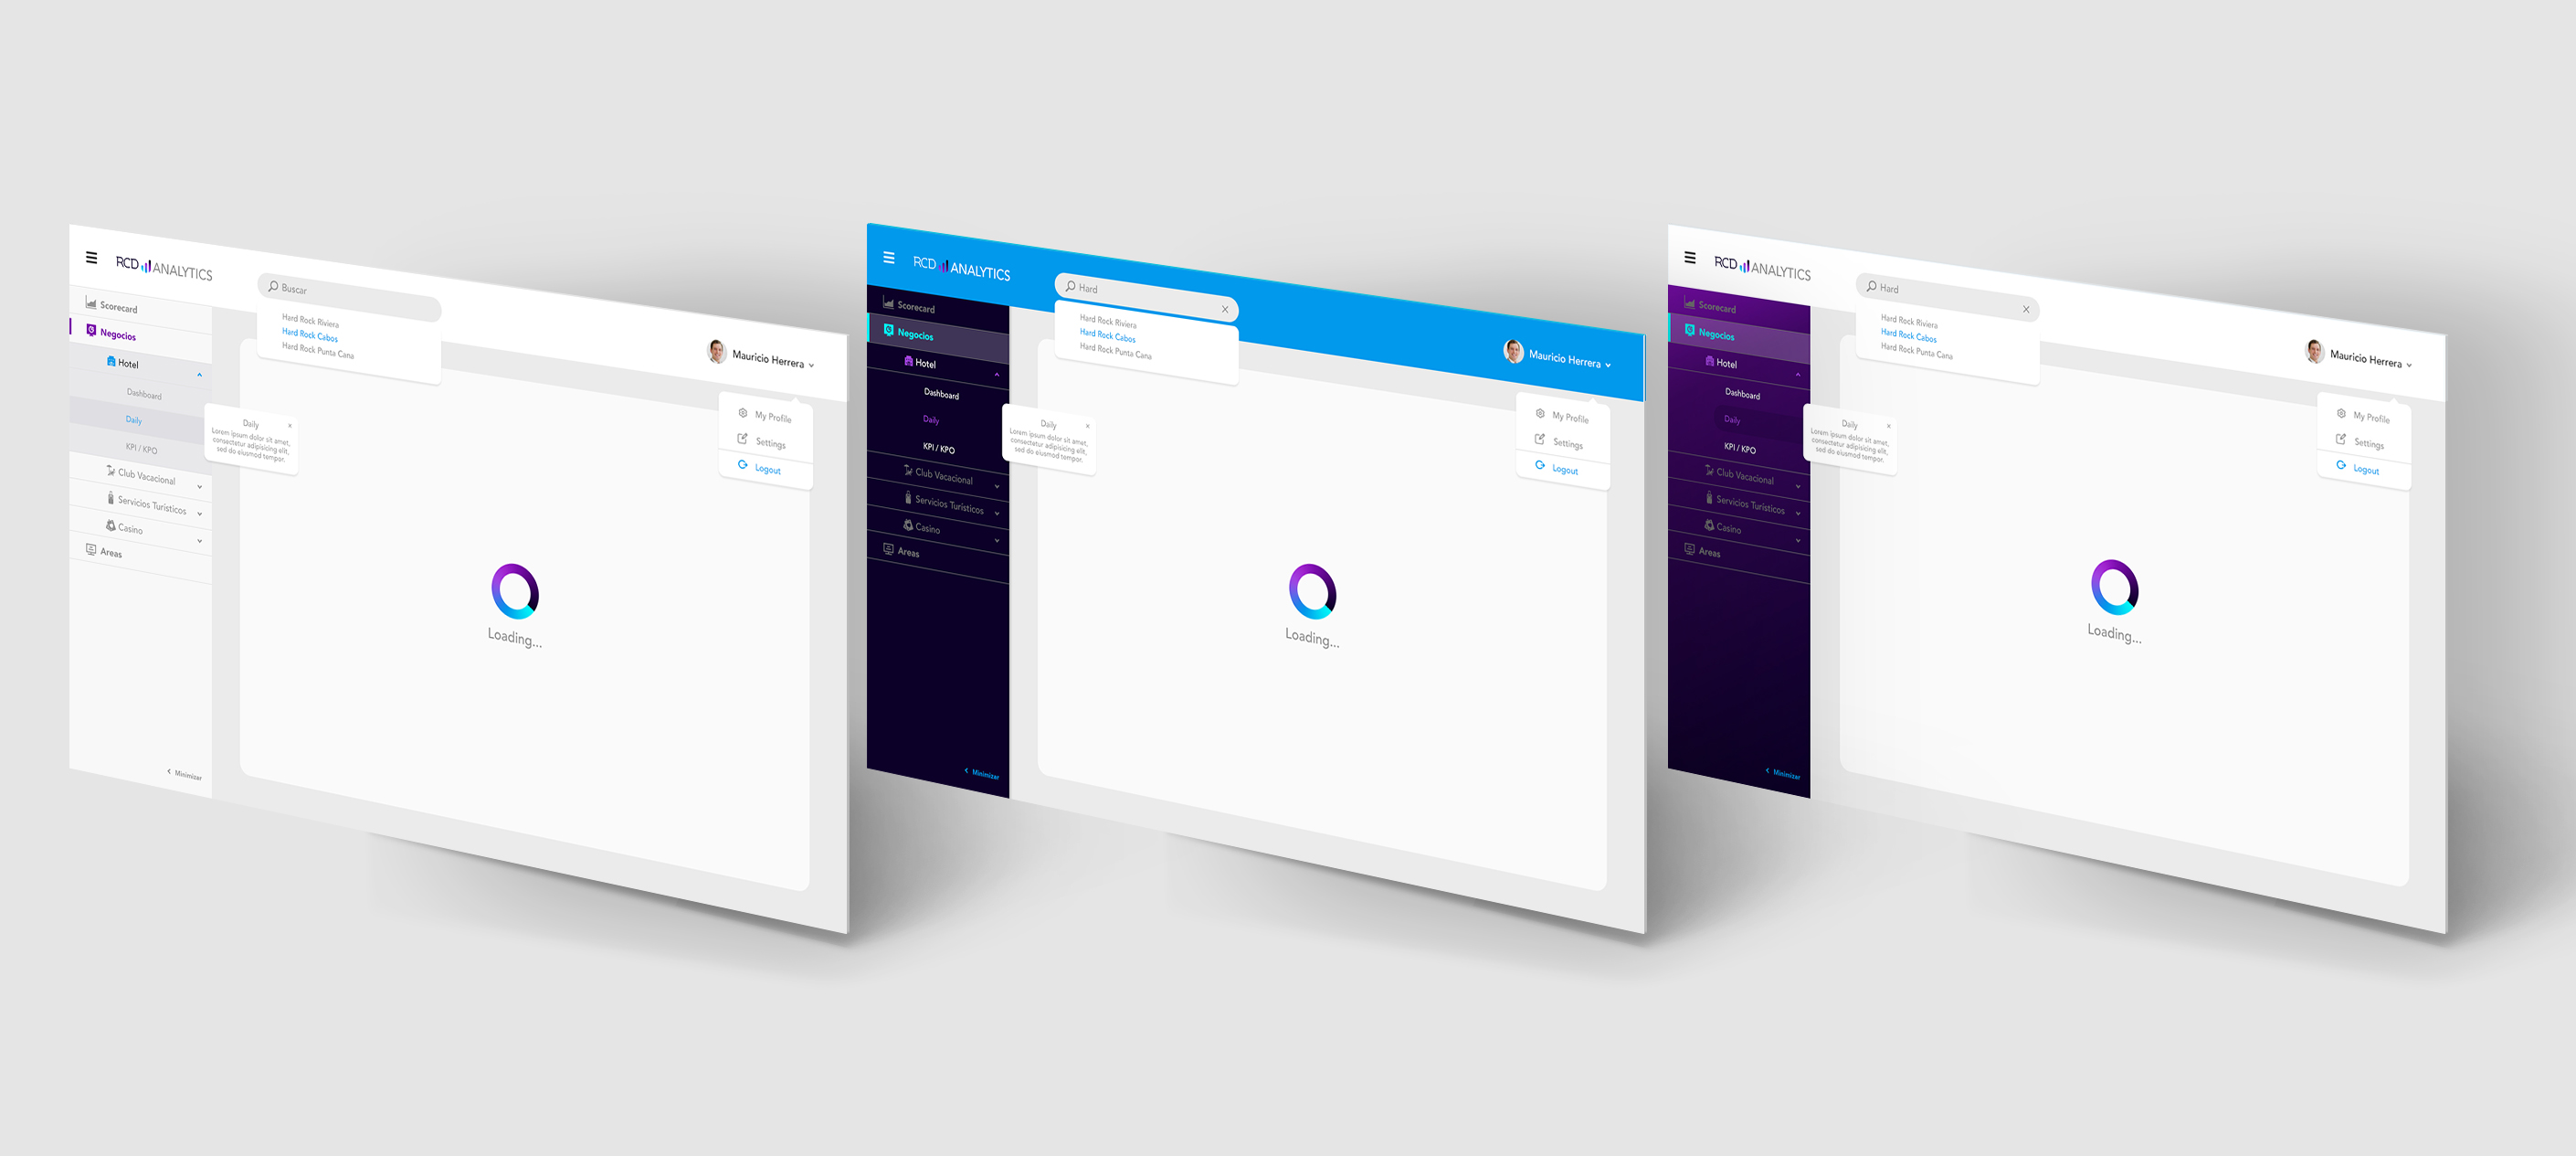 RCD ANALYTICS
Buscar
Hard Rock Riviera
Hard Rock Cabos
Hard Rock Punta Cana
Mauricio Herrera
My Profile
Settings
Logout
Scorecard
Negocios
Hotel
Dashboard
Daily
KPI / KPO
Club Vacacional
Servicios Turisticos
Casino
Areas
Daily
Lorem ipsum dolor sit amet,
consectetur adipisicing elit,
sed do eiusmod tempor.
Loading...
Minimizar
RCD ANALYTICS
Hard
Hard Rock Riviera
Hard Rock Cabos
Hard Rock Punta Cana
Mauricio Herrera
My Profile
Settings
Logout
Scorecard
Negocios
Hotel
Dashboard
Daily
KPI / KPO
Club Vacacional
Servicios Turisticos
Casino
Areas
Daily
Lorem ipsum dolor sit amet,
consectetur adipisicing elit,
sed do eiusmod tempor.
Loading...
Minimizar
RCD ANALYTICS
Hard
Hard Rock Riviera
Hard Rock Cabos
Hard Rock Punta Cana
Mauricio Herrera
My Profile
Settings
Logout
Scorecard
Negocios
Hotel
Dashboard
Daily
KPI / KPO
Club Vacacional
Servicios Turisticos
Casino
Areas
Daily
Lorem ipsum dolor sit amet,
consectetur adipisicing elit,
sed do eiusmod tempor.
Loading...
Minimizar